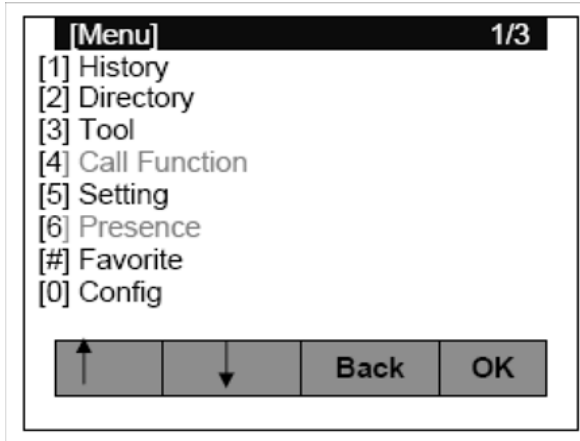 [Menu] 1/3
[1] History
[2] Directory
[3] Tool
[4] Call Function
[5] Setting
[6] Presence
[#] Favorite
[0] Config
Back OK